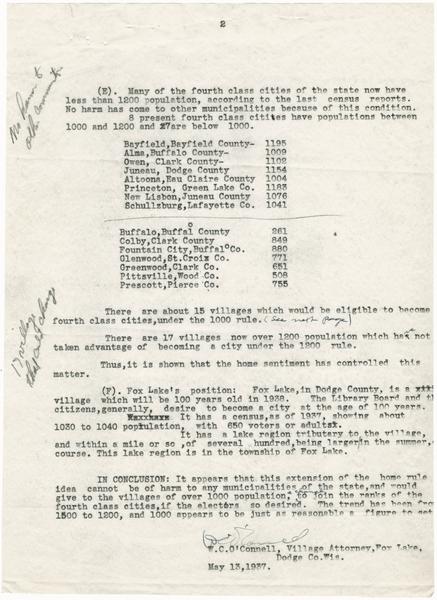 2
No harm to
other communities
(E). Many of the fourth class cities of the state now have
less than 1200 population, according to the last census reports.
No harm has come to other municipalities because of this condition.
8 present fourth class cities have populations between
1000 and 1200 and 7 are below 1000.
Bayfield,Bayfield County- 1195
Alma,Buffalo County- 1009
Owen, Clark County- 1102
Juneau, Dodge County 1154
Altoona,Eau Claire County 1004
Princeton, Green Lake Co. 1183
New Lisbon,Juneau County 1076
Schullzburg,Lafayette Co. 1041
Buffalo,Buffalo County 261
Colby,Clark County 849
Fountain City,BuffaloCo. 880
Glenwood,St.Croix Co. 771
Greenwood,Clark Co. 651
Pittsville,Wood Co. 508
Prescott,Pierce Co. 755
17 villages
There are about 15 villages which would be eligible to become
fourth class cities,under the 1000 rule. (See next page)
There are 17 villages now over 1200 population which has not
taken advantage of becoming a city under the 1200 rule.
Thus,it is shown that the home sentiment has controlled this
matter.
(F). Fox Lake's position: Fox Lake,in Dodge County, is a
village which will be 100 years old in 1938. The Library Board and th
citizens,generally, desire to become a city at the age of 100 years.
It has a census,as of 1937, showing about
1030 to 1040 population, with 650 voters or adults.
It has a lake region tributary to the village,
and within a mile or so ,of several hundred,being larger,in the summer,
course. This lake region is in the township of Fox Lake.
IN CONCLUSION: It appears that this extension of the home rule
idea cannot be of harm to any municipalities of the state,and would
give to the villages of over 1000 population, to join the ranks of the
fourth class cities,if the electors so desired. The trend has been from
1500 to 1200, and 1000 appears to be just as reasonable a figure to set
W.C.O'Connell, Village Attorney,Fox Lake,
Dodge Co.Wis.
May 13,1937.